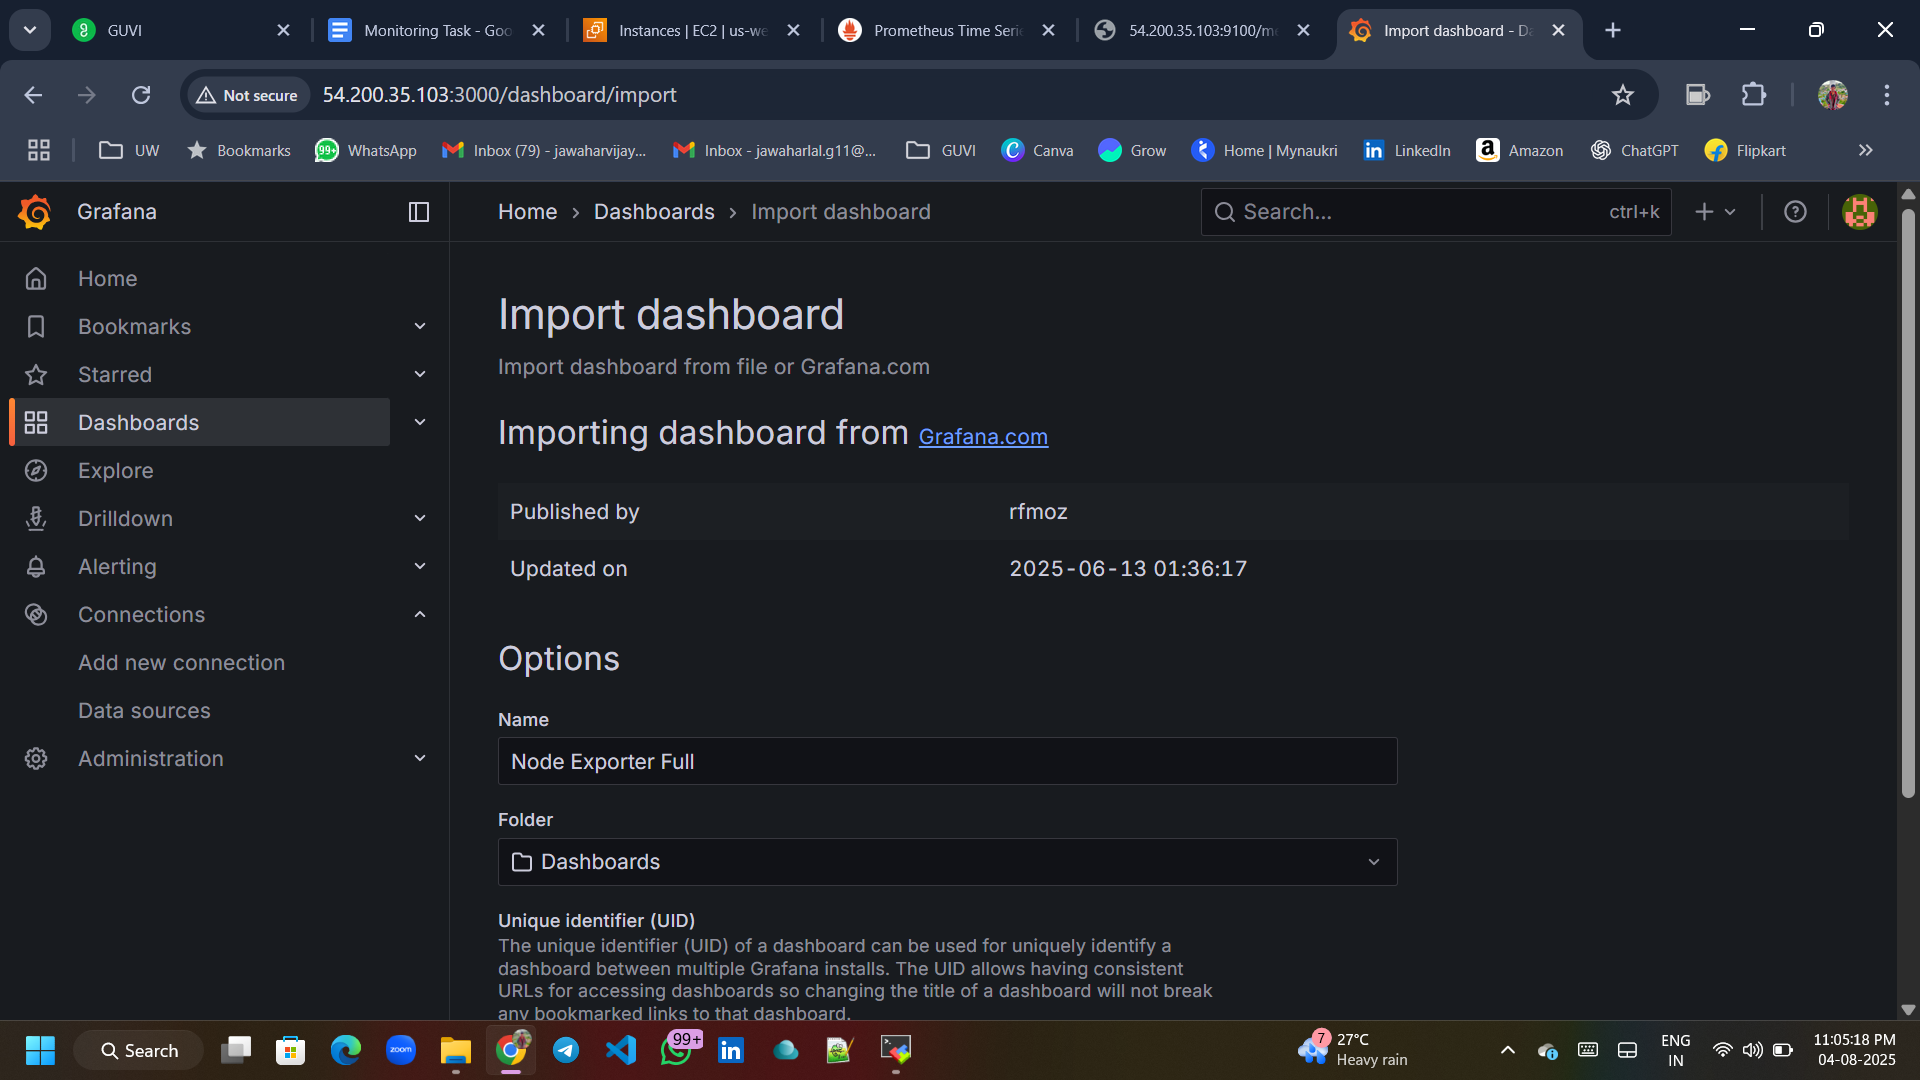 GUVI
Monitoring Task - Goo
Instances | EC2 | us-we
Prometheus Time Serie
54.200.35.103:9100/me
Import dashboard - Da
Not secure
54.200.35.103:3000/dashboard/import
UW
Bookmarks
99+
WhatsApp
Inbox (79) - jawaharvijay...
Inbox - jawaharlal.g11@...
GUVI
Canva
Grow
Home | Mynaukri
LinkedIn
Amazon
ChatGPT
Flipkart
Grafana
Home
Dashboards
Import dashboard
Search...
ctrl+k
Home
Bookmarks
Starred
Dashboards
Explore
Drilldown
Alerting
Connections
Add new connection
Data sources
Administration
Import dashboard
Import dashboard from file or Grafana.com
Importing dashboard from Grafana.com
Published by
rfmoz
Updated on
2025-06-13 01:36:17
Options
Name
Node Exporter Full
Folder
Dashboards
Unique identifier (UID)
The unique identifier (UID) of a dashboard can be used for uniquely identify a
dashboard between multiple Grafana installs. The UID allows having consistent
URLs for accessing dashboards so changing the title of a dashboard will not break
any bookmarked links to that dashboard.
Search
zoom
99+
7
27°C
Heavy rain
ENG
IN
11:05:18 PM
04-08-2025